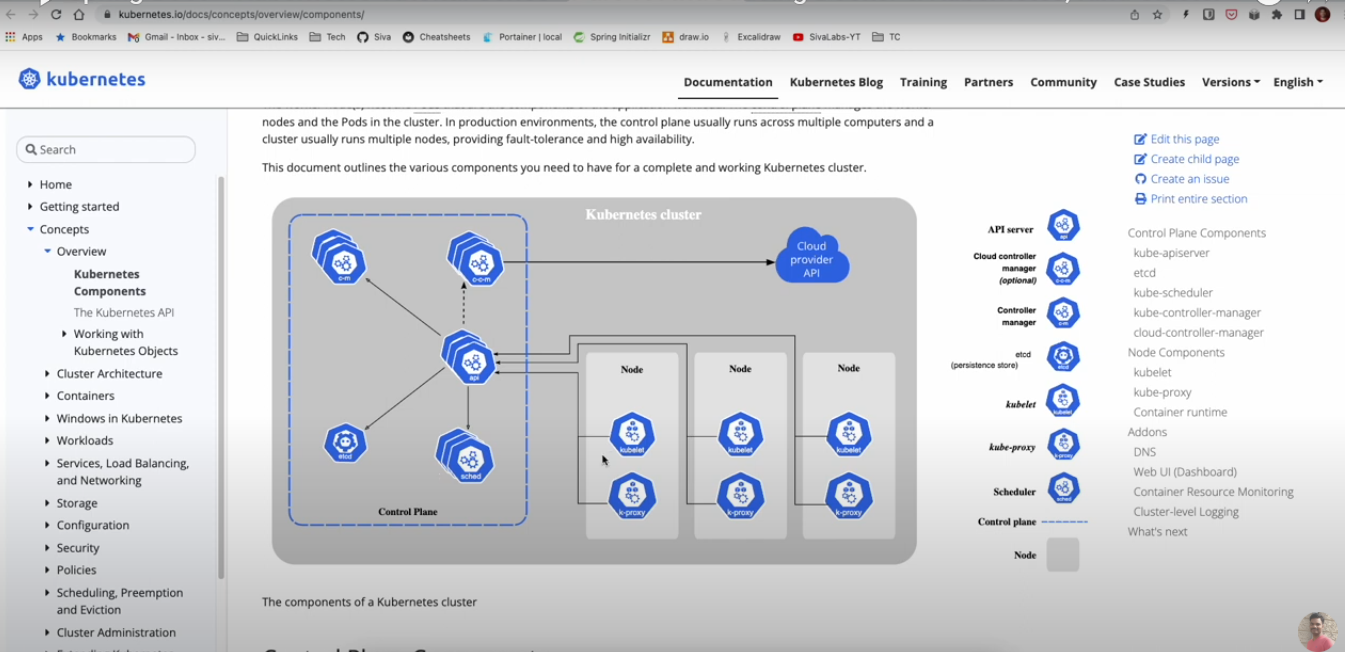 kubernetes.io/docs/concepts/overview/components/
Apps
Bookmarks
Gmail - Inbox - siv...
QuickLinks
Tech
Siva
Cheatsheets
Portainer | local
Spring Initializr
draw.io
Excalidraw
SivaLabs-YT
TC
kubernetes
Documentation
Kubernetes Blog
Training
Partners
Community
Case Studies
Versions
English
Search
Home
Getting started
Concepts
Overview
Kubernetes
Components
The Kubernetes API
Working with
Kubernetes Objects
Cluster Architecture
Containers
Windows in Kubernetes
Workloads
Services, Load Balancing,
and Networking
Storage
Configuration
Security
Policies
Scheduling, Preemption
and Eviction
Cluster Administration
nodes and the Pods in the cluster. In production environments, the control plane usually runs across multiple computers and a
cluster usually runs multiple nodes, providing fault-tolerance and high availability.
This document outlines the various components you need to have for a complete and working Kubernetes cluster.
Kubernetes cluster
c-m
c-c-m
Cloud
provider
API
api
etcd
sched
Control Plane
Node
Node
Node
kubelet
kubelet
kubelet
k-proxy
k-proxy
k-proxy
API server
api
Cloud controller
manager
(optional)
c-c-m
Controller
manager
c-m
etcd
(persistence store)
etcd
kubelet
kubelet
kube-proxy
k-proxy
Scheduler
sched
Control plane
Node
The components of a Kubernetes cluster
Edit this page
Create child page
Create an issue
Print entire section
Control Plane Components
kube-apiserver
etcd
kube-scheduler
kube-controller-manager
cloud-controller-manager
Node Components
kubelet
kube-proxy
Container runtime
Addons
DNS
Web UI (Dashboard)
Container Resource Monitoring
Cluster-level Logging
What's next